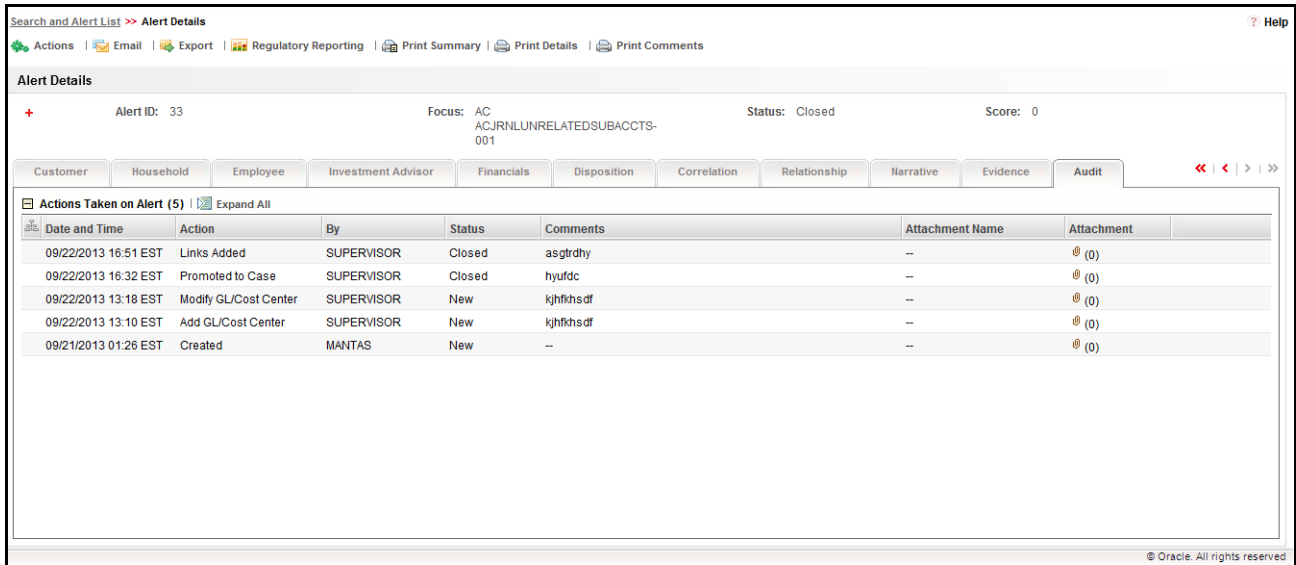 Search and Alert List >> Alert Details ? Help
Actions | Email | Export | Regulatory Reporting | Print Summary | Print Details | Print Comments
Alert Details
+ Alert ID: 33 Focus: AC Status: Closed Score: 0
ACJRNLUNRELATEDSUBACCTS-
001
Customer Household Employee Investment Advisor Financials Disposition Correlation Relationship Narrative Evidence Audit
Actions Taken on Alert (5) | Expand All
Date and Time Action By Status Comments Attachment Name Attachment
09/22/2013 16:51 EST Links Added SUPERVISOR Closed asgtrdhy -- (0)
09/22/2013 16:32 EST Promoted to Case SUPERVISOR Closed hyufdc -- (0)
09/22/2013 13:18 EST Modify GL/Cost Center SUPERVISOR New kjhfkhsdf -- (0)
09/22/2013 13:10 EST Add GL/Cost Center SUPERVISOR New kjhfkhsdf -- (0)
09/21/2013 01:26 EST Created MANTAS New -- -- (0)
© Oracle. All rights reserved